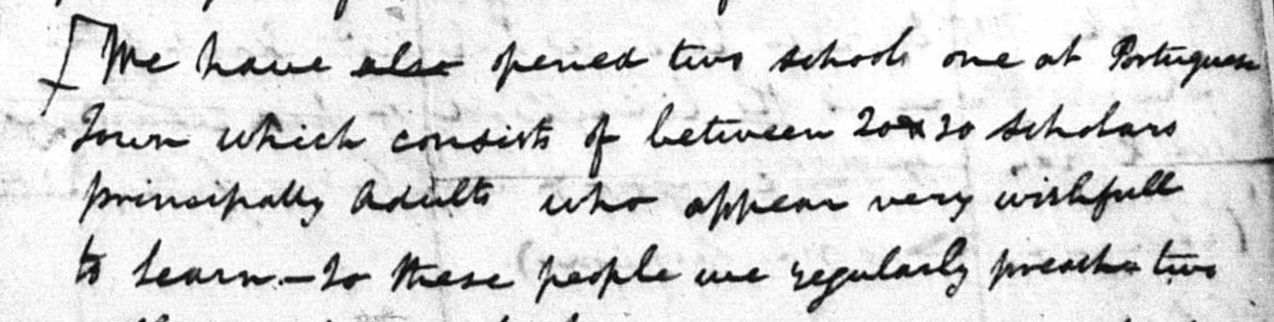 [We have also opened two schools one at Portuguese
Town which consists of between 20 & 30 scholars
principally Adults who appear very wishfull
to learn – To these people we regularly preach two